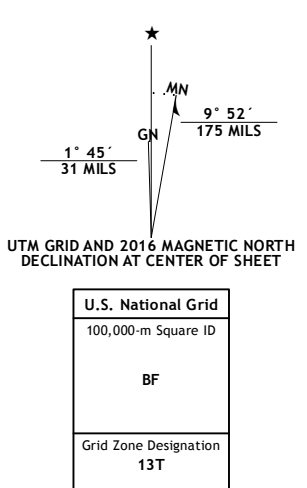 ★
MN
GN
9° 52´
175 MILS
1° 45´
31 MILS
UTM GRID AND 2016 MAGNETIC NORTH
DECLINATION AT CENTER OF SHEET
U.S. National Grid
100,000-m Square ID
BF
Grid Zone Designation
13T